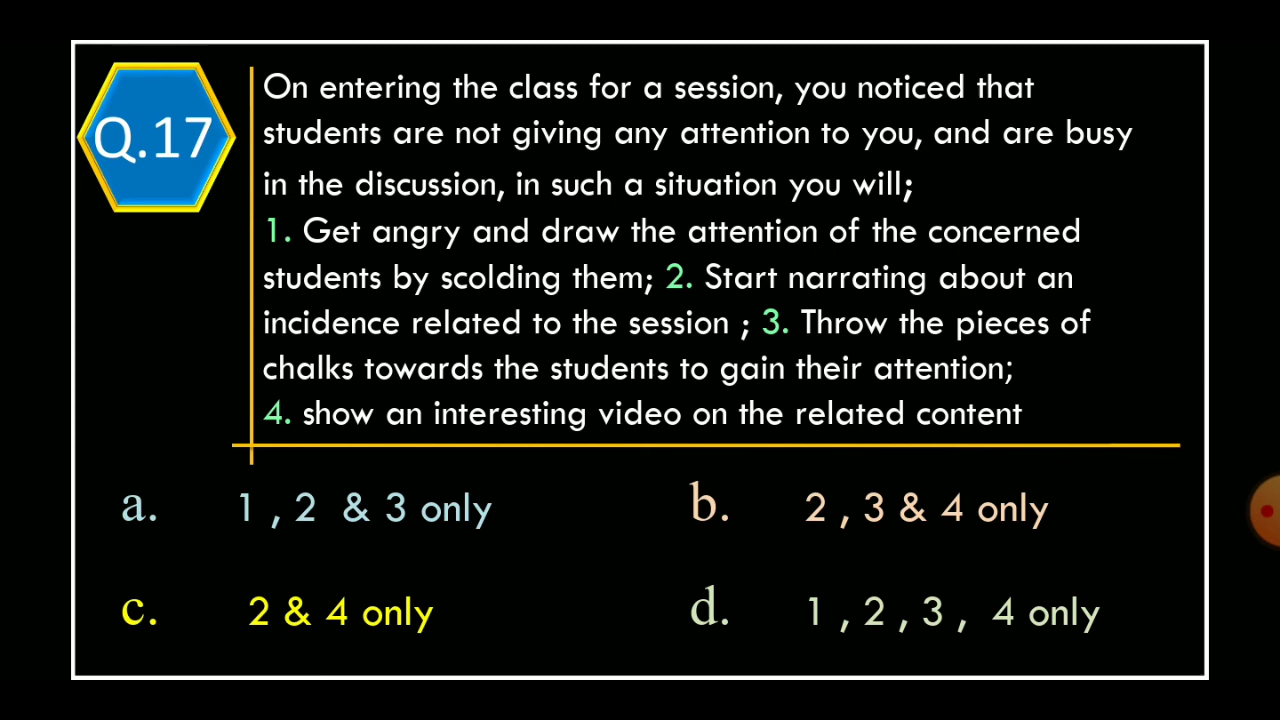 Q.17
On entering the class for a session, you noticed that
students are not giving any attention to you, and are busy
in the discussion, in such a situation you will;
1. Get angry and draw the attention of the concerned
students by scolding them; 2. Start narrating about an
incidence related to the session ; 3. Throw the pieces of
chalks towards the students to gain their attention;
4. show an interesting video on the related content
a. 1 , 2 & 3 only
b. 2 , 3 & 4 only
c. 2 & 4 only
d. 1 , 2 , 3 , 4 only